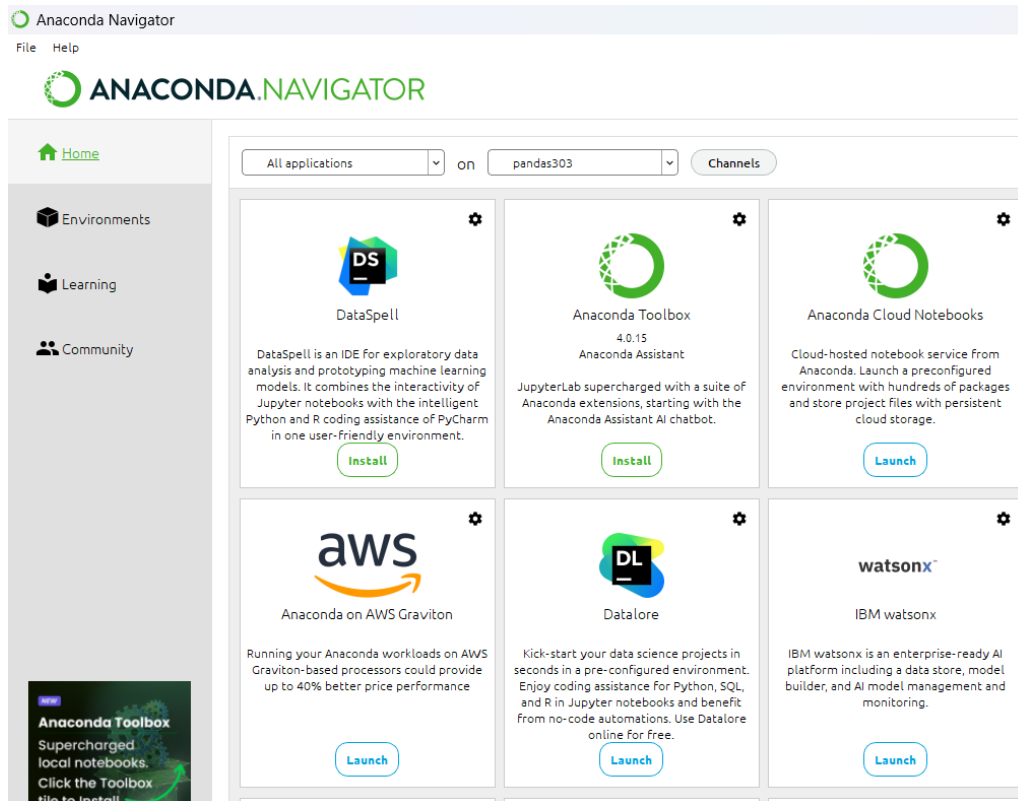 Anaconda Navigator
File Help
ANACONDA.NAVIGATOR
Home
Environments
Learning
Community
All applications on pandas303 Channels
DS
DataSpell
DataSpell is an IDE for exploratory data
analysis and prototyping machine learning
models. It combines the interactivity of
Jupyter notebooks with the intelligent
Python and R coding assistance of PyCharm
in one user-friendly environment.
Install
Anaconda Toolbox
4.0.15
Anaconda Assistant
JupyterLab supercharged with a suite of
Anaconda extensions, starting with the
Anaconda Assistant AI chatbot.
Install
Anaconda Cloud Notebooks
Cloud-hosted notebook service from
Anaconda. Launch a preconfigured
environment with hundreds of packages
and store project files with persistent
cloud storage.
Launch
aws
Anaconda on AWS Graviton
Running your Anaconda workloads on AWS
Graviton-based processors could provide
up to 40% better price performance
Launch
DL
Datalore
Kick-start your data science projects in
seconds in a pre-configured environment.
Enjoy coding assistance for Python, SQL,
and R in Jupyter notebooks and benefit
from no-code automations. Use Datalore
online for free.
Launch
watsonx™
IBM watsonx
IBM watsonx is an enterprise-ready AI
platform including a data store, model
builder, and AI model management and
monitoring.
Launch
NEW
Anaconda Toolbox
Supercharged
local notebooks.
Click the Toolbox
tile to Install